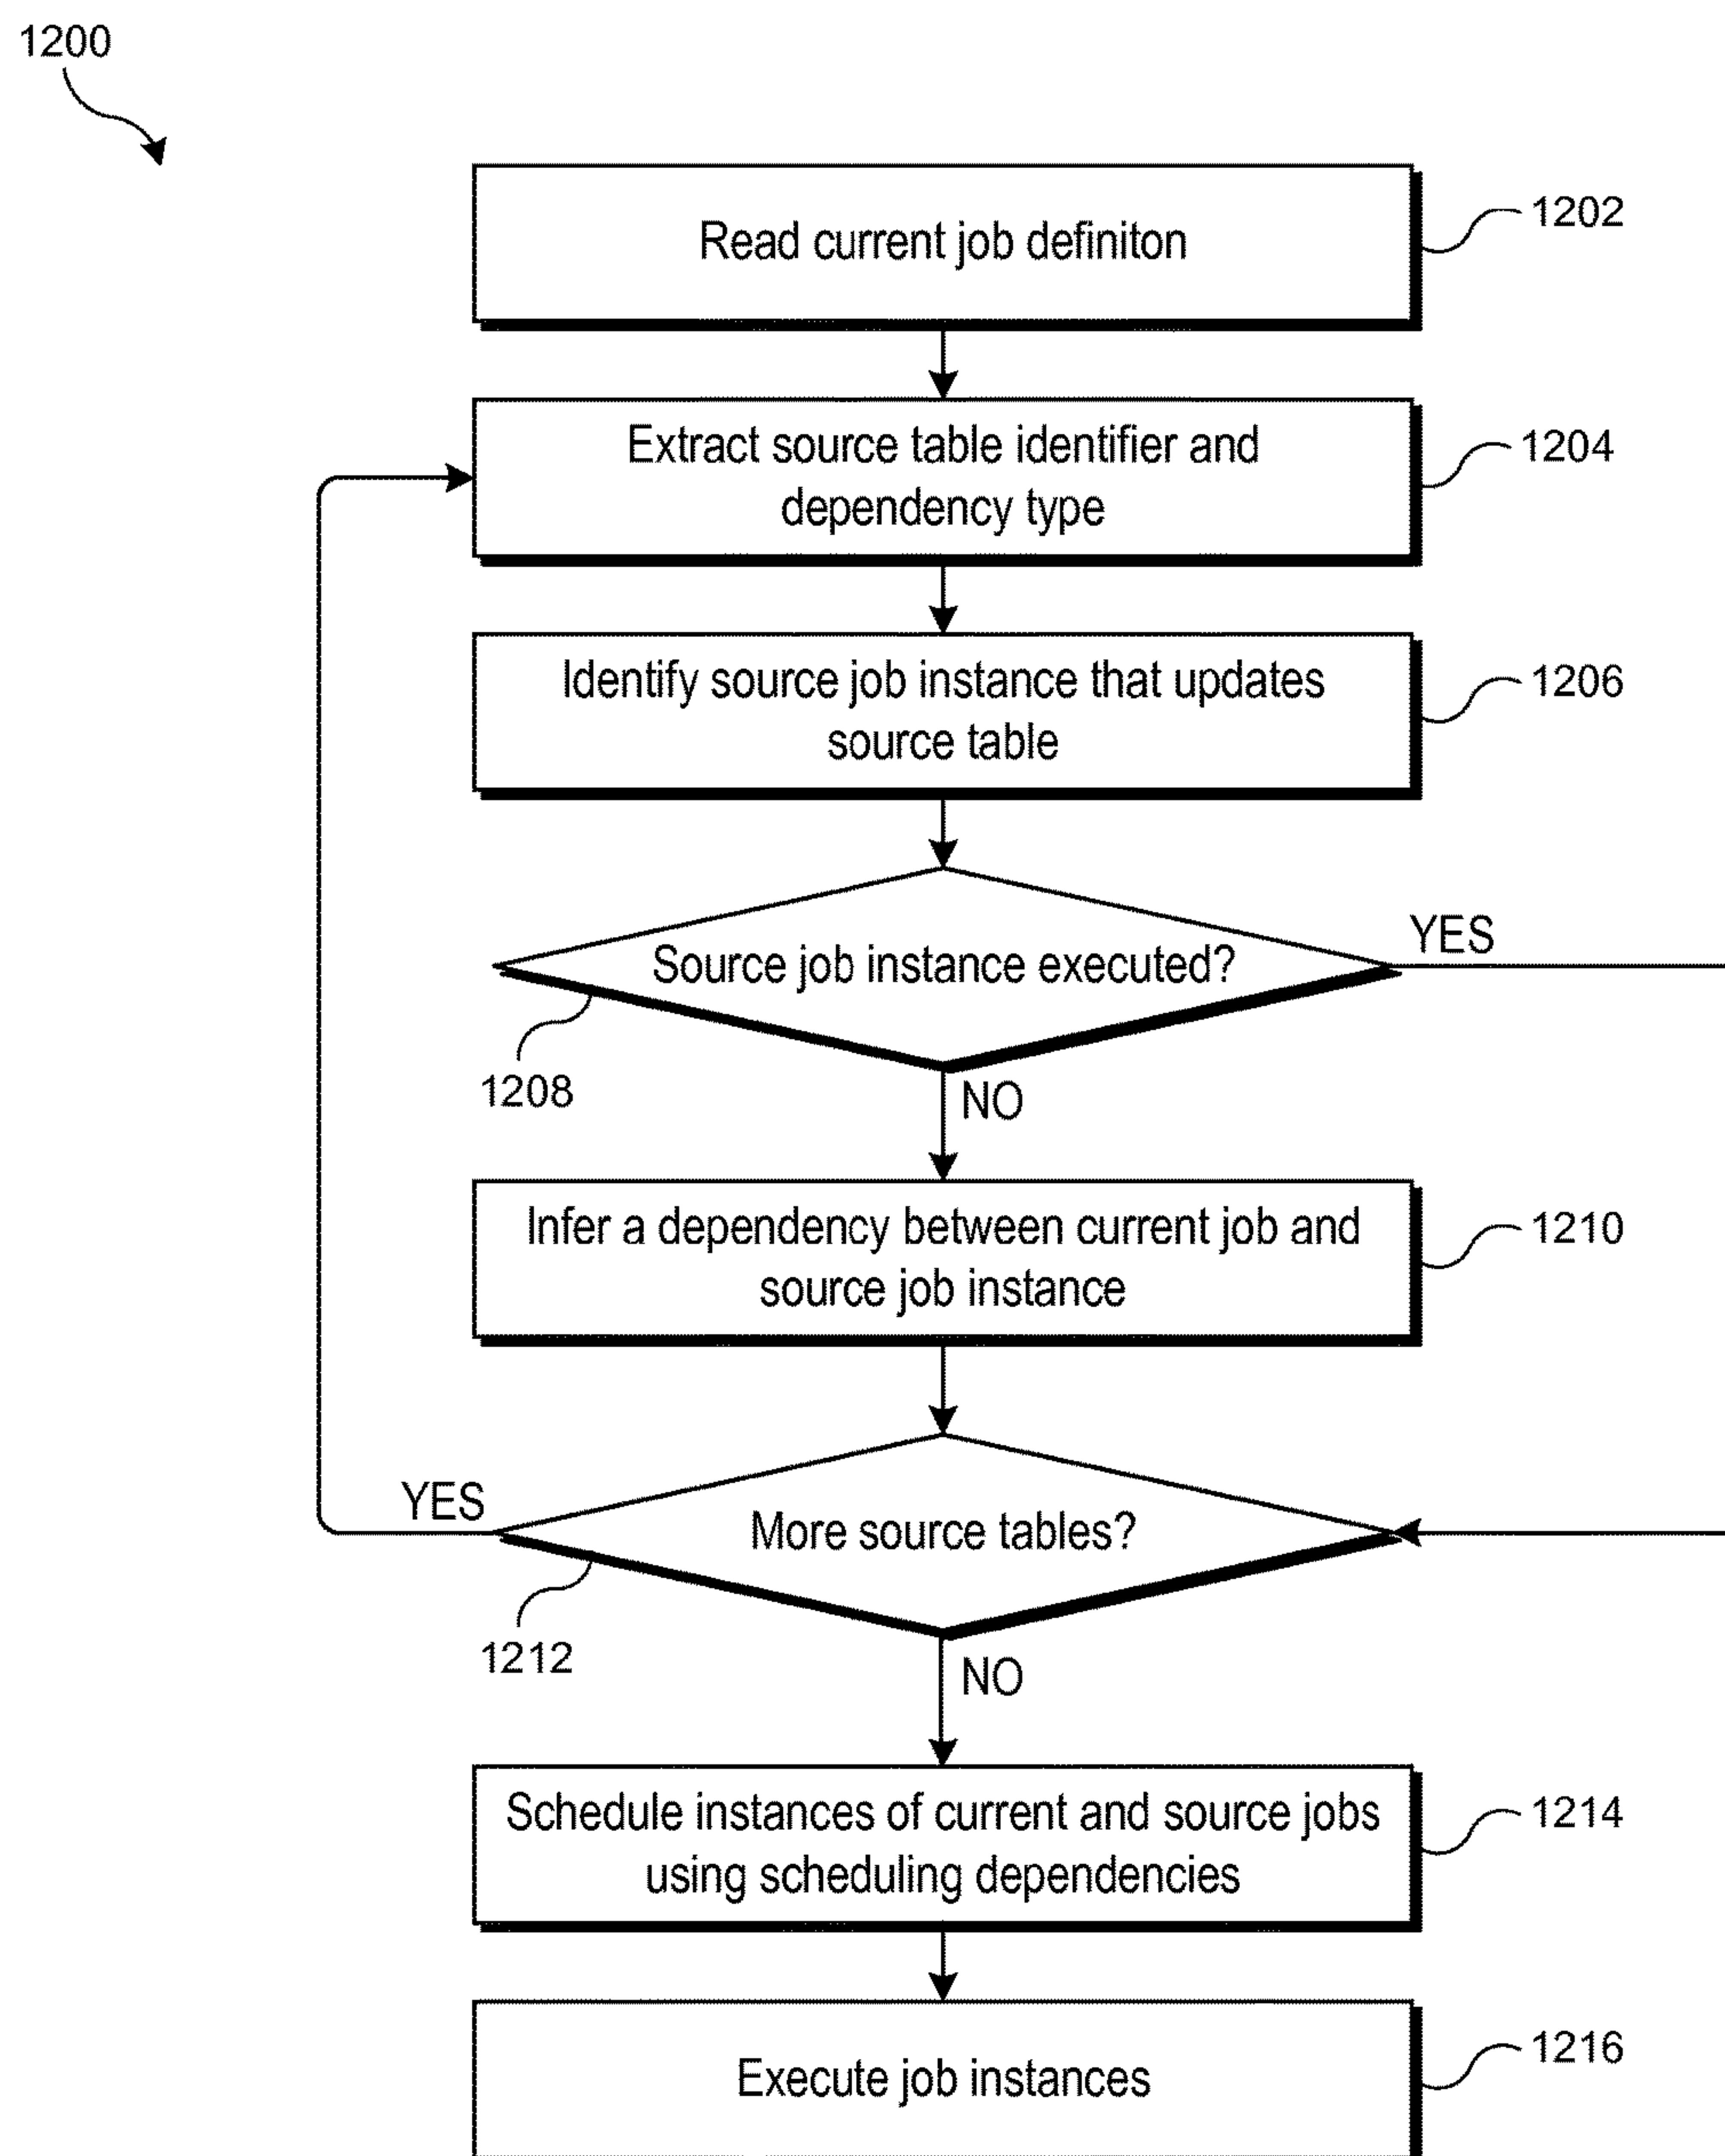 1200
Read current job definiton
1202
Extract source table identifier and
dependency type
1204
Identify source job instance that updates
source table
1206
Source job instance executed?
YES
1208
NO
Infer a dependency between current job and
source job instance
1210
YES
More source tables?
1212
NO
Schedule instances of current and source jobs
using scheduling dependencies
1214
Execute job instances
1216